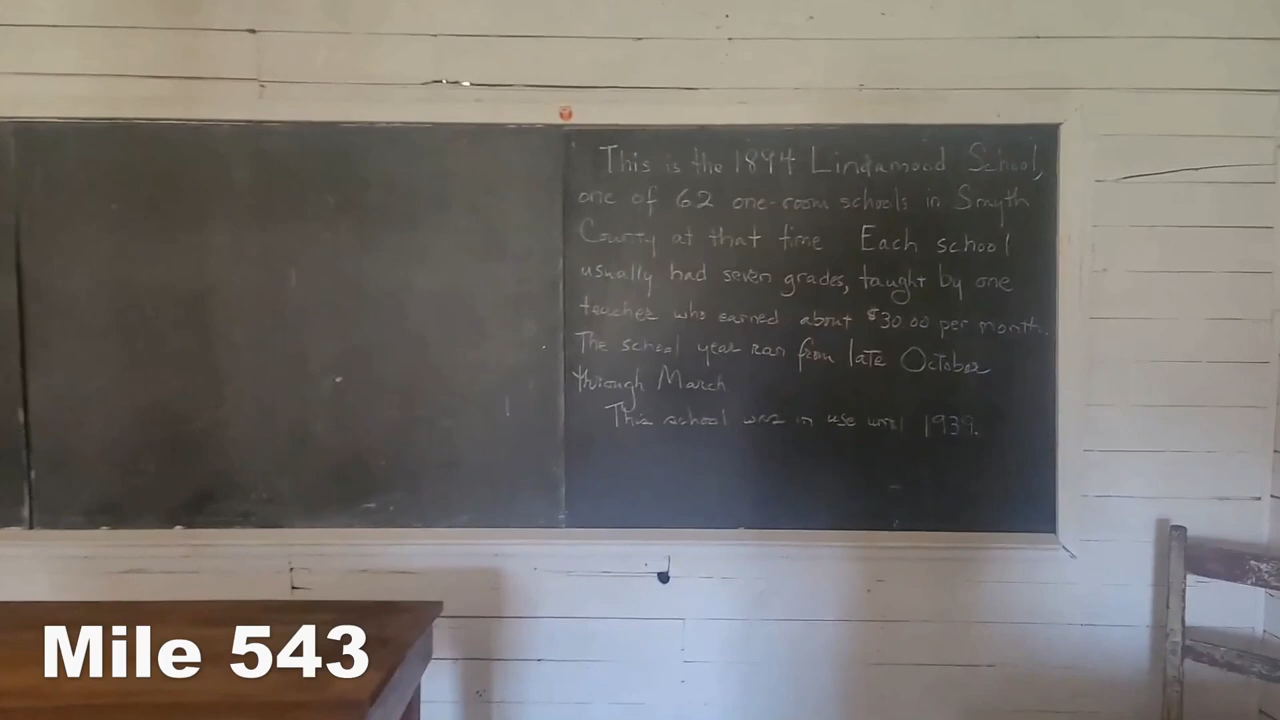 This is the 1894 Lindamood School,
one of 62 one-room schools in Smyth
County at that time Each school
usually had seven grades, taught by one
teacher who earned about $30.00 per month.
The school year ran from late October
through March
This school was in use until 1939.
Mile 543